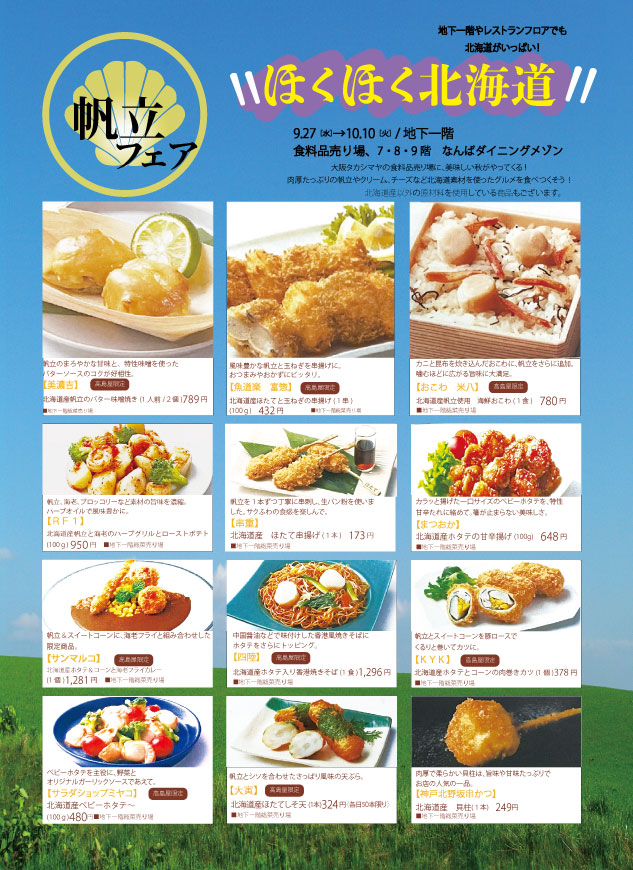 地下一階やレストランフロアでも
北海道がいっぱい!
帆立
フェア
ほくほく北海道
9.27[水]→10.10[火]/地下一階
食料品売り場、7・8・9階 なんばダイニングメゾン
大阪タカシマヤの食料品売り場に、美味しい秋がやってくる!
肉厚たっぷりの帆立やクリーム、チーズなど北海道素材を使ったグルメを食べつくそう!
北海道産以外の原材料を使用している商品もございます。
帆立のまろやかな甘味と、特性味噌を使った
バターソースのコクが好相性。
【美濃吉】 高島屋限定
北海道産帆立のバター味噌焼き(1人前/2個)789円
■地下一階総菜売り場
風味豊かな帆立と玉ねぎを串揚げに。
おつまみやおかずにピッタリ。
【魚道楽 富惣】 高島屋限定
北海道産ほたてと玉ねぎの串揚げ(1串)
(100g) 432円 ■地下一階総菜売り場
カニと昆布を炊き込んだおこわに、帆立をさらに追加。
噛むほどに広がる旨味に大満足。
【おこわ 米八】 高島屋限定
北海道産帆立使用 海鮮おこわ(1食) 780円
■地下一階総菜売り場
帆立、海老、ブロッコリーなど素材の旨味を濃縮。
ハーブオイルで風味豊かに。
【RF1】
北海道産帆立と海老のハーブグリルとローストポテト
(100g)950円 ■地下一階総菜売り場
帆立を1本ずつ丁寧に串刺し、生パン粉を使いま
した。サクふわの食感を楽しんで。
【串重】
北海道産 ほたて串揚げ(1本) 173円
■地下一階総菜売り場
カラッと揚げた一口サイズのベビーホタテを、特性
甘辛たれに絡めて、箸が止まらない美味しさ。
【まつおか】
北海道産ホタテの甘辛揚げ(100g) 648円
■地下一階総菜売り場
帆立&スイートコーンに、海老フライと組み合わせした
限定商品。
【サンマルコ】 高島屋限定
北海道産ホタテ&コーンと海老フライカレー
(1個)1,281円 ■地下一階総菜売り場
中国醤油などで味付けした香港風焼きそばに
ホタテをさらにトッピング。
【四陸】 高島屋限定
北海道産ホタテ入り香港焼きそば(1食)1,296円
■地下一階総菜売り場
帆立とスイートコーンを豚ロースで
くるりと巻いてカツに。
【KYK】 高島屋限定
北海道産ホタテとコーンの肉巻きカツ(1個)378円
■地下一階総菜売り場
ベビーホタテを主役に、野菜と
オリジナルガーリックソースであえて。
【サラダショップミヤコ】 高島屋限定
北海道産ベビーホタテ〜
(100g)480円 ■地下一階総菜売り場
帆立とシソを合わせたさっぱり風味の天ぷら。
【大寅】 高島屋限定
北海道産ほたてしそ天(1本)324円(各日50本限り)
■地下一階総菜売り場
肉厚で柔らかい貝柱は、旨味や甘味たっぷりで
お店の人気の一品。
【神戸北野坂串かつ】
北海道産 貝柱(1本) 249円
■地下一階総菜売り場